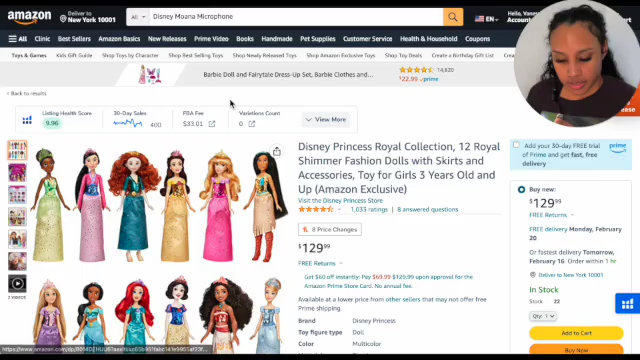 amazon
prime
Deliver to
New York 10001
All
Disney Moana Microphone
EN
Hello,
Account
All
Clinic
Best Sellers
Amazon Basics
New Releases
Prime Video
Books
Handmade
Pet Supplies
Customer Service
Health & Household
Coupons
Toys & Games
Kids Gift Guide
Shop Toys by Character
Shop Best Selling Toys
Shop Newly Released Toys
Shop Amazon Exclusive Toys
Shop Toy Deals
Create a Birthday Gift List
Barbie Doll and Fairytale Dress-Up Set, Barbie Clothes and...
14,820
$22.99 prime
Back to results
Listing Health Score
9.96
30-Day Sales
400
FBA Fee
$33.01
Variations Count
0
View More
Disney Princess Royal Collection, 12 Royal
Shimmer Fashion Dolls with Skirts and
Accessories, Toy for Girls 3 Years Old and
Up (Amazon Exclusive)
Visit the Disney Princess Store
1,035 ratings
8 answered questions
8 Price Changes
$129.99
FREE Returns
Get $60 off instantly: Pay $69.99 $129.99 upon approval for the
Amazon Prime Store Card. No annual fee.
Available at a lower price from other sellers that may not offer free
Prime shipping.
Brand Disney Princess
Toy figure type Doll
Color Multicolor
2 VIDEOS
Add your 30-day FREE trial
of Prime and get fast,
free delivery
prime
Buy new:
$129.99
FREE Returns
FREE delivery Monday, February
20
Or fastest delivery Tomorrow,
February 16. Order within 1 hr
Deliver to New York 10001
In Stock
Stock 22
Qty: 1
Add to Cart
Buy Now